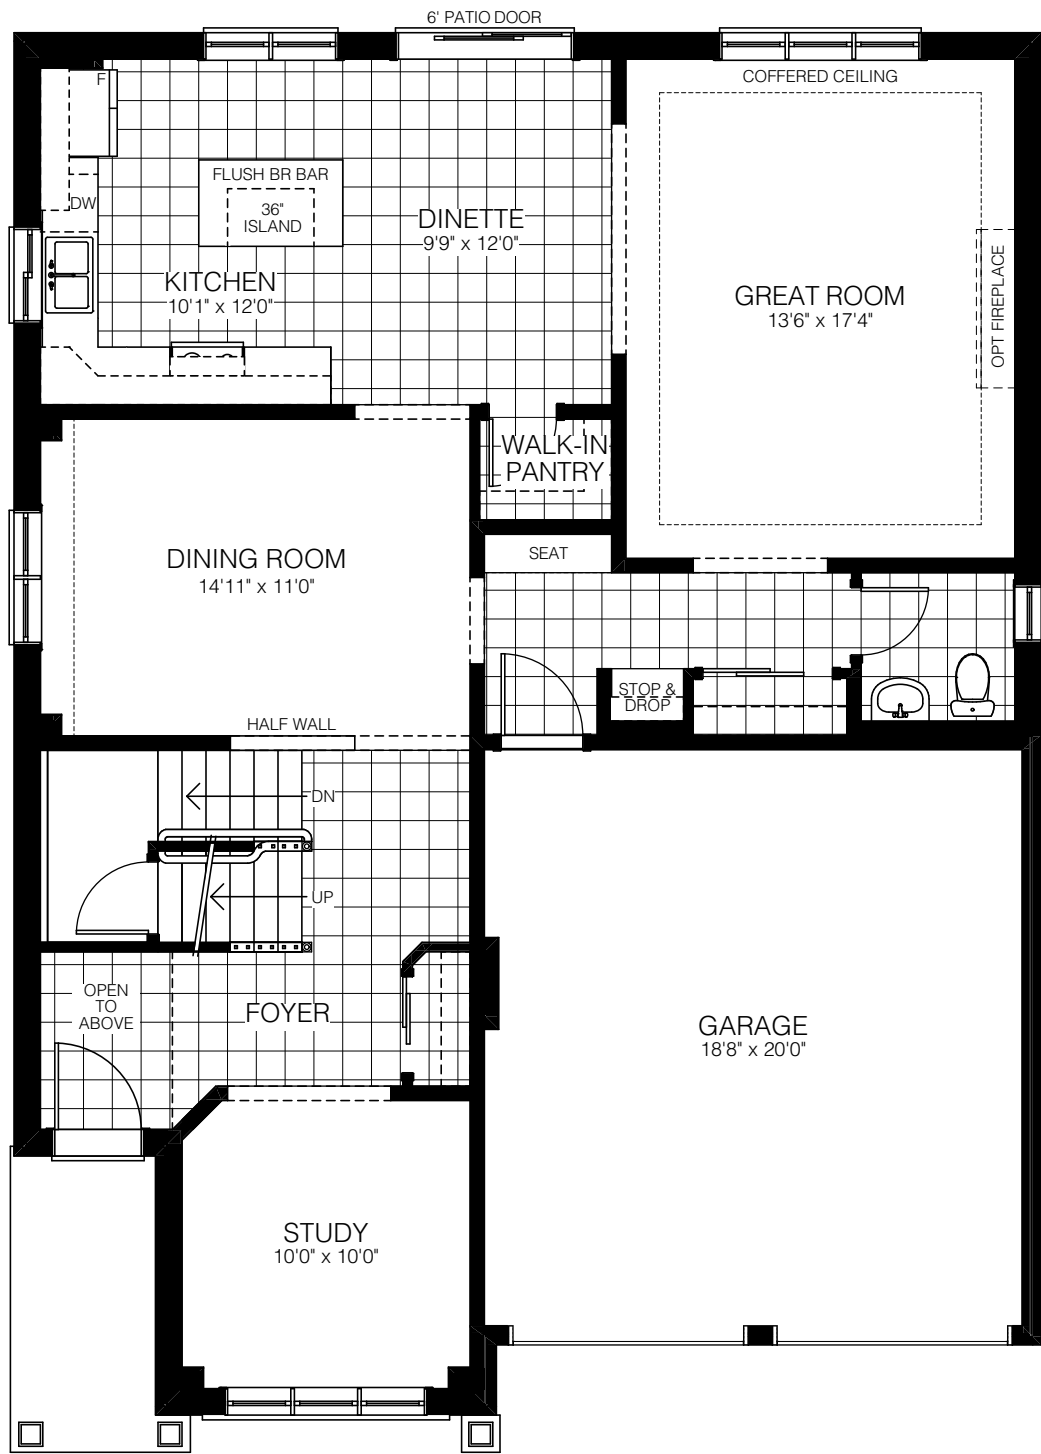 6' PATIO DOOR
COFFERED CEILING
F
FLUSH BR BAR
36"
ISLAND
DW
DINETTE
9'9" x 12'0"
KITCHEN
10'1" x 12'0"
GREAT ROOM
13'6" x 17'4"
OPT FIREPLACE
WALK-IN
PANTRY
SEAT
DINING ROOM
14'11" x 11'0"
STOP &
DROP
HALF WALL
DN
UP
OPEN
TO
ABOVE
FOYER
GARAGE
18'8" x 20'0"
STUDY
10'0" x 10'0"